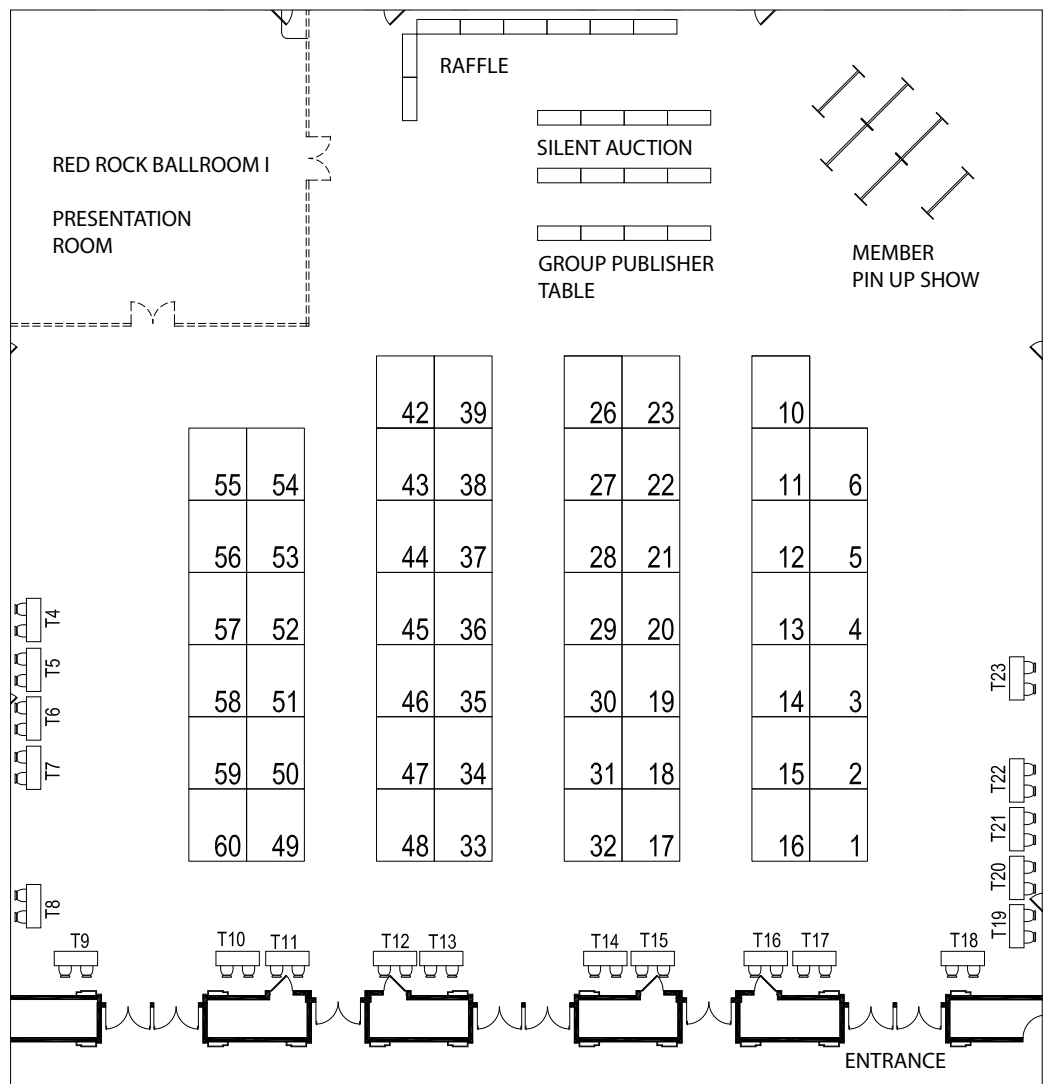 RAFFLE
SILENT AUCTION
RED ROCK BALLROOM I
PRESENTATION
ROOM
GROUP PUBLISHER
TABLE
MEMBER
PIN UP SHOW
42 39 26 23 10
55 54 43 38 27 22 11 6
56 53 44 37 28 21 12 5
57 52 45 36 29 20 13 4
58 51 46 35 30 19 14 3
59 50 47 34 31 18 15 2
60 49 48 33 32 17 16 1
T4
T5
T6
T7
T8
T23
T22
T21
T20
T19
T9 T10 T11 T12 T13 T14 T15 T16 T17 T18
ENTRANCE